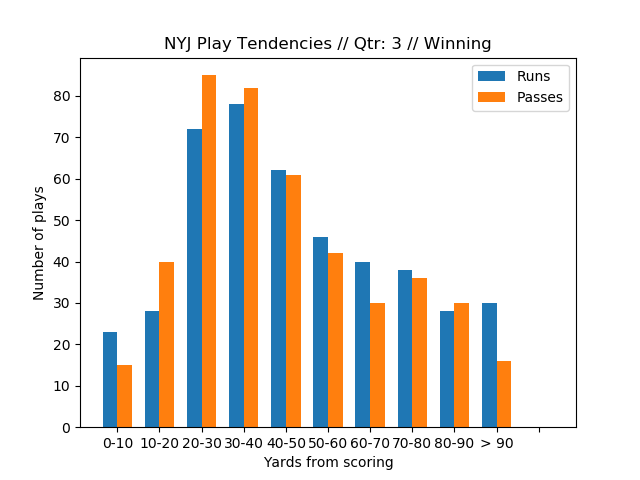 NYJ Play Tendencies // Qtr: 3 // Winning
Runs
Passes
Number of plays
80
70
60
50
40
30
20
10
0
0-10 10-20 20-30 30-40 40-50 50-60 60-70 70-80 80-90 > 90
Yards from scoring